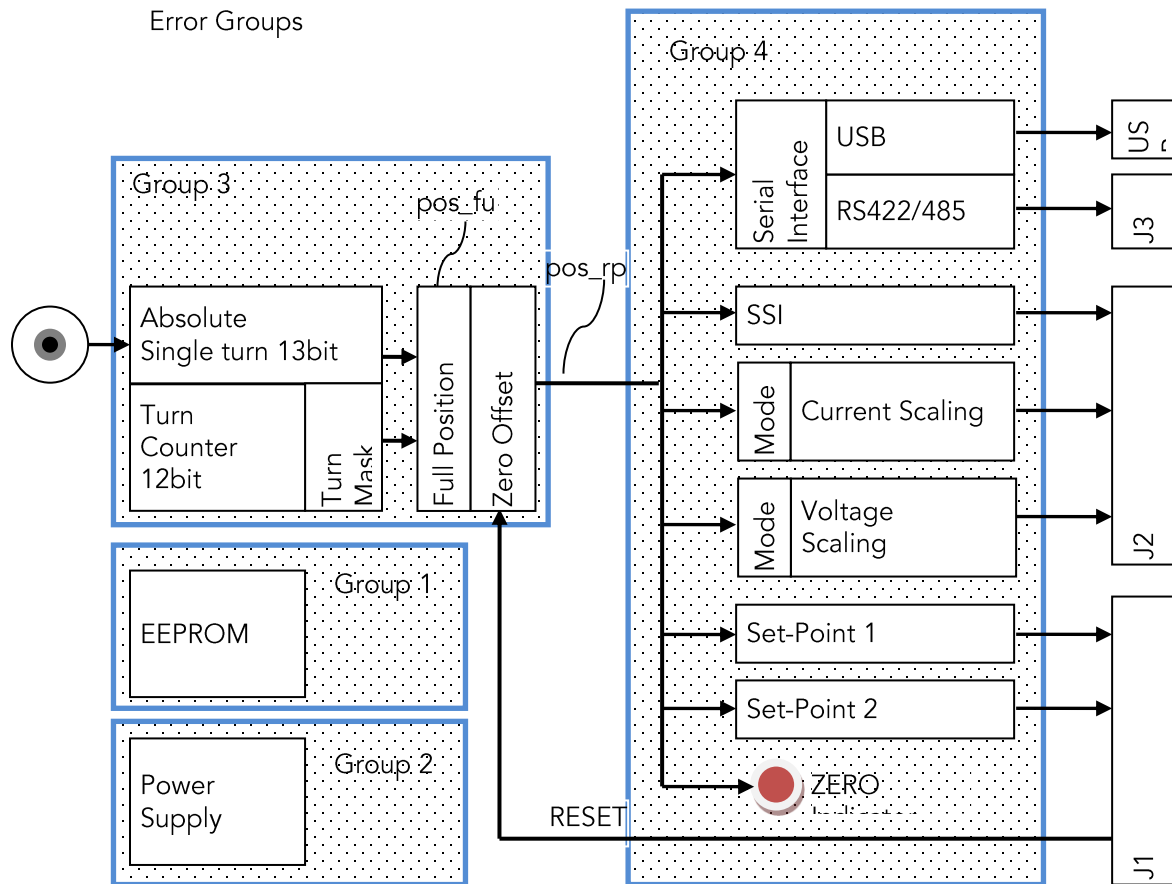 Error Groups
Group 4
US
USB
Serial
Interface
RS422/485
J3
Group 3
pos_fu
pos_rp
Absolute
Single turn 13bit
Turn
Counter
12bit
Turn
Mask
Full Position
Zero Offset
SSI
Mode
Current Scaling
Mode
Voltage
Scaling
J2
Group 1
EEPROM
Set-Point 1
Set-Point 2
Group 2
Power
Supply
ZERO
RESET
J1